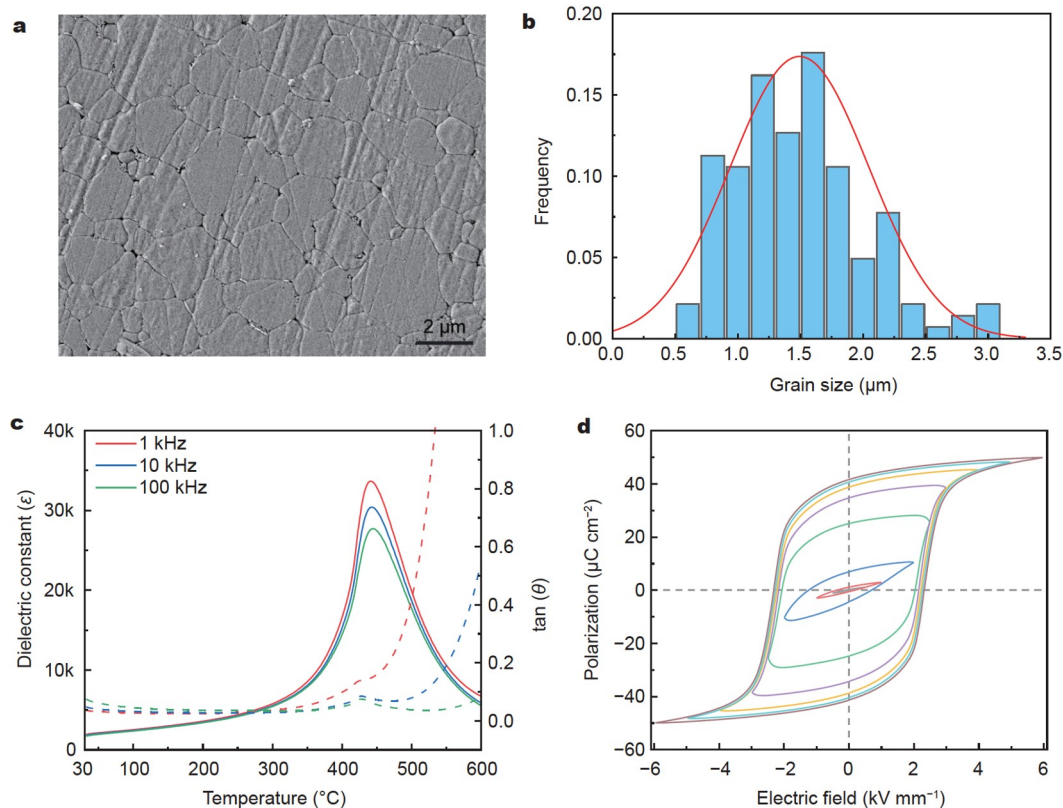 a
2 μm
b
0.20
0.15
0.10
0.05
0.00
Frequency
0.0 0.5 1.0 1.5 2.0 2.5 3.0 3.5
Grain size (μm)
c
1 kHz
10 kHz
100 kHz
40k
30k
20k
10k
0
Dielectric constant (ε)
1.0
0.8
0.6
0.4
0.2
0.0
tan (θ)
30 100 200 300 400 500 600
Temperature (°C)
d
60
40
20
0
−20
−40
−60
Polarization (μC cm⁻²)
−6 −4 −2 0 2 4 6
Electric field (kV mm⁻¹)